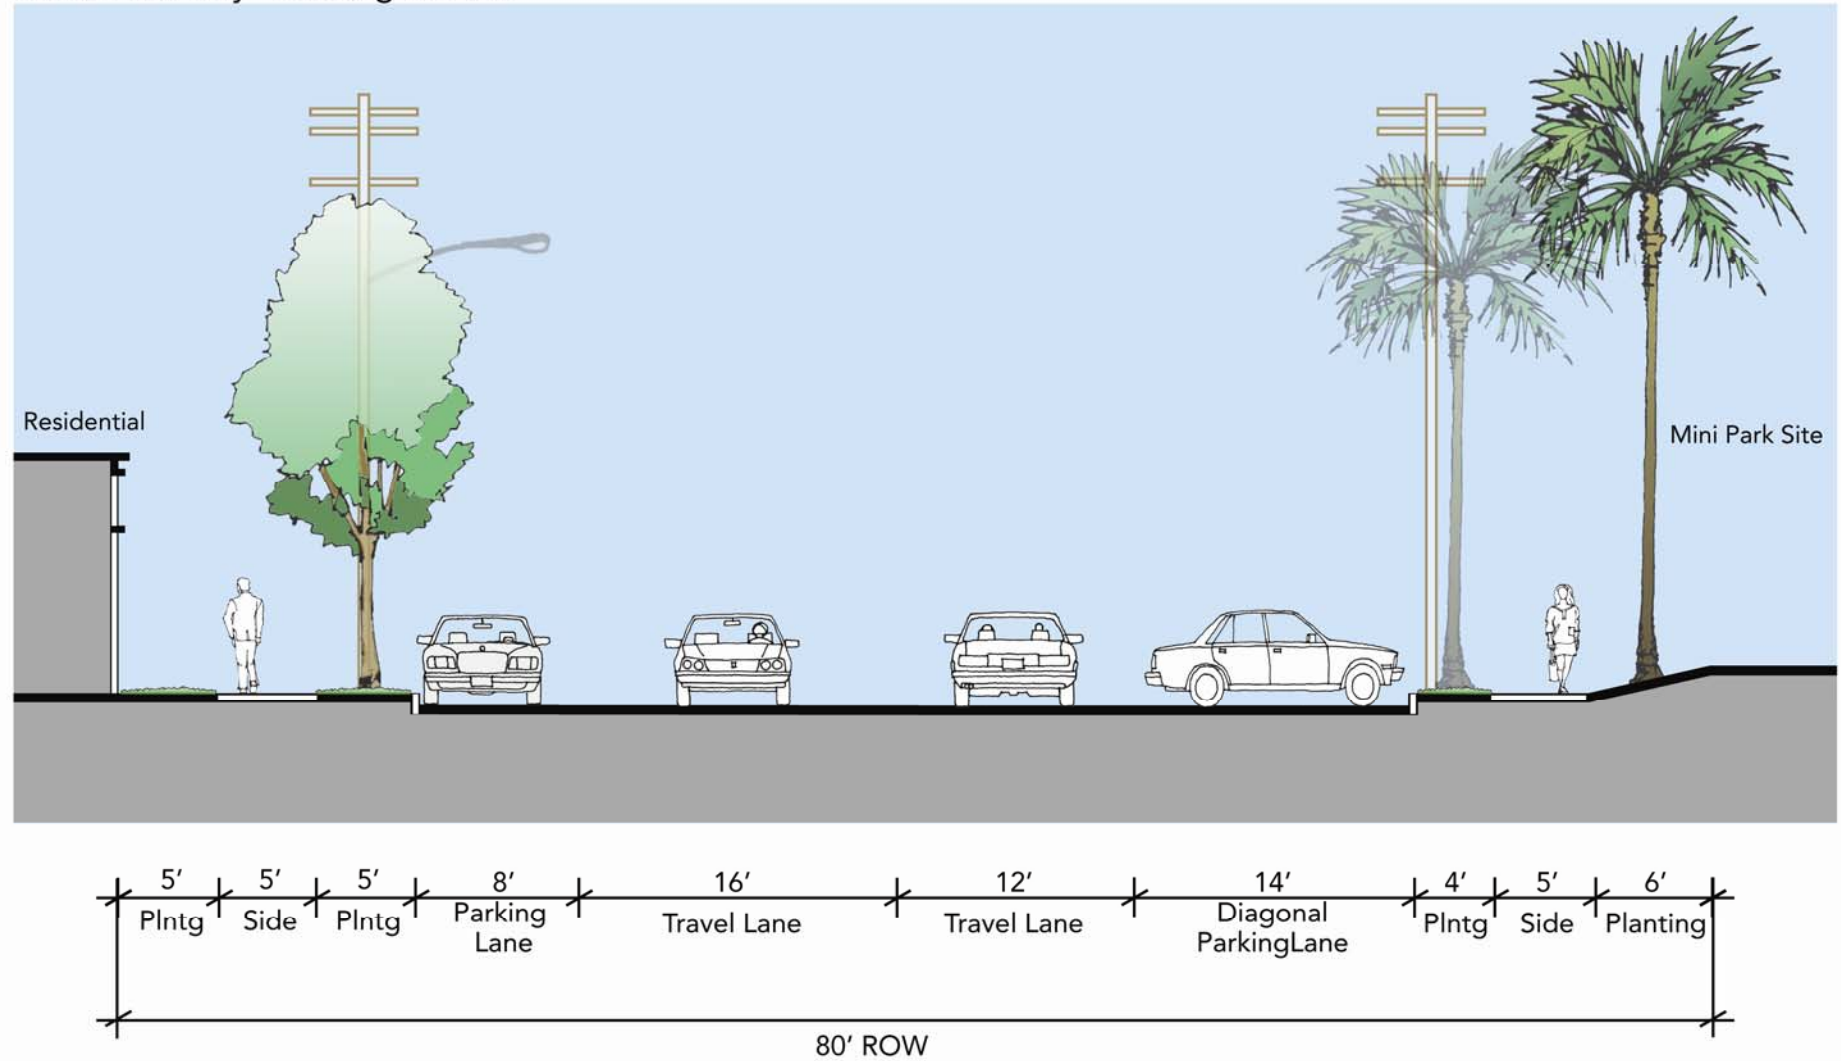 Residential
Mini Park Site
5′ 5′ 5′ 8′ 16′ 12′ 14′ 4′ 5′ 6′
Plntg Side Plntg Parking Lane Travel Lane Travel Lane Diagonal ParkingLane Plntg Side Planting
80′ ROW